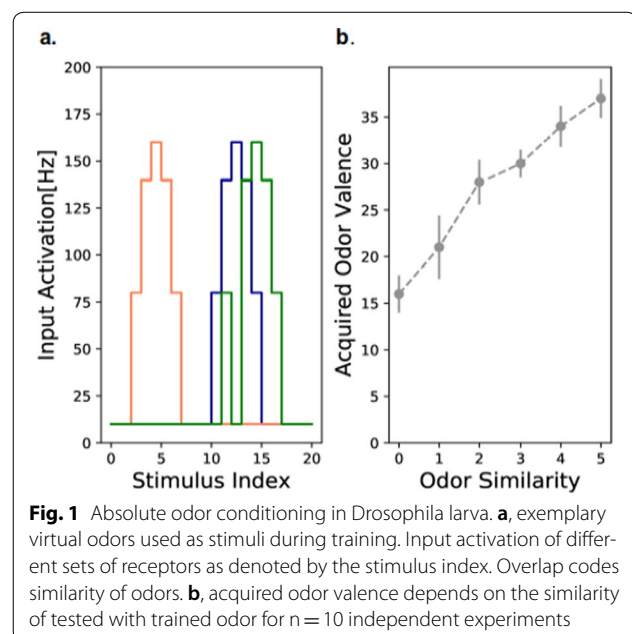 a.
b.
200
175
150
125
100
75
50
25
0
Input Activation[Hz]
0 5 10 15 20
Stimulus Index
35
30
25
20
15
10
5
0
Acquired Odor Valence
0 1 2 3 4 5
Odor Similarity
Fig. 1 Absolute odor conditioning in Drosophila larva. a, exemplary
virtual odors used as stimuli during training. Input activation of differ-
ent sets of receptors as denoted by the stimulus index. Overlap codes
similarity of odors. b, acquired odor valence depends on the similarity
of tested with trained odor for n = 10 independent experiments